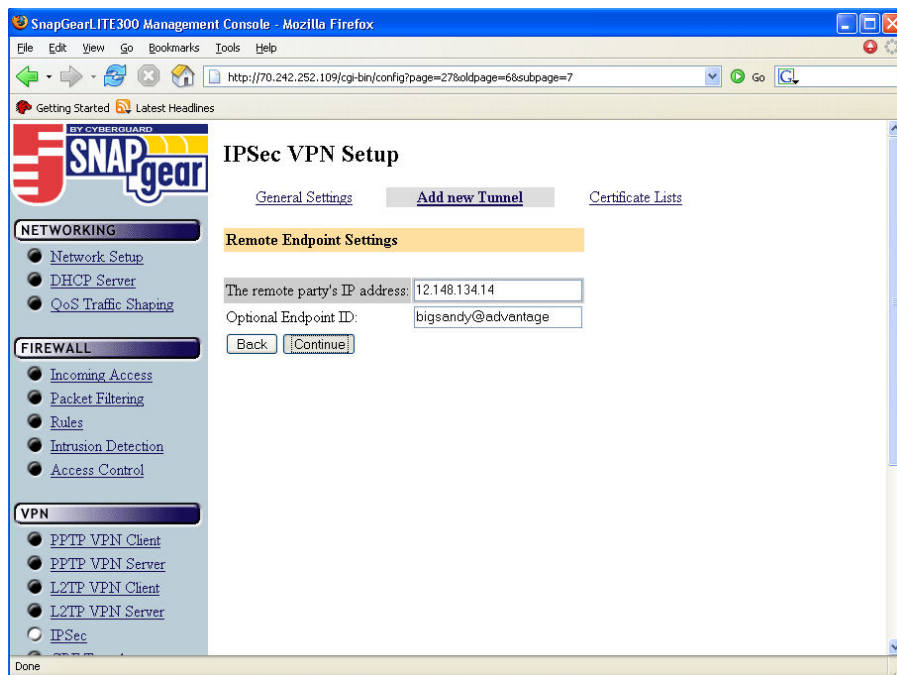 SnapGearLITE300 Management Console - Mozilla Firefox
File Edit View Go Bookmarks Tools Help
http://70.242.252.109/cgi-bin/config?page=27&oldpage=6&subpage=7 Go G
Getting Started Latest Headlines
BY CYBERGUARD
SNAP
gear
NETWORKING
Network Setup
DHCP Server
QoS Traffic Shaping
FIREWALL
Incoming Access
Packet Filtering
Rules
Intrusion Detection
Access Control
VPN
PPTP VPN Client
PPTP VPN Server
L2TP VPN Client
L2TP VPN Server
IPSec
IPSec VPN Setup
General Settings Add new Tunnel Certificate Lists
Remote Endpoint Settings
The remote party's IP address: 12.148.134.14
Optional Endpoint ID: bigsandy@advantage
Back Continue
Done